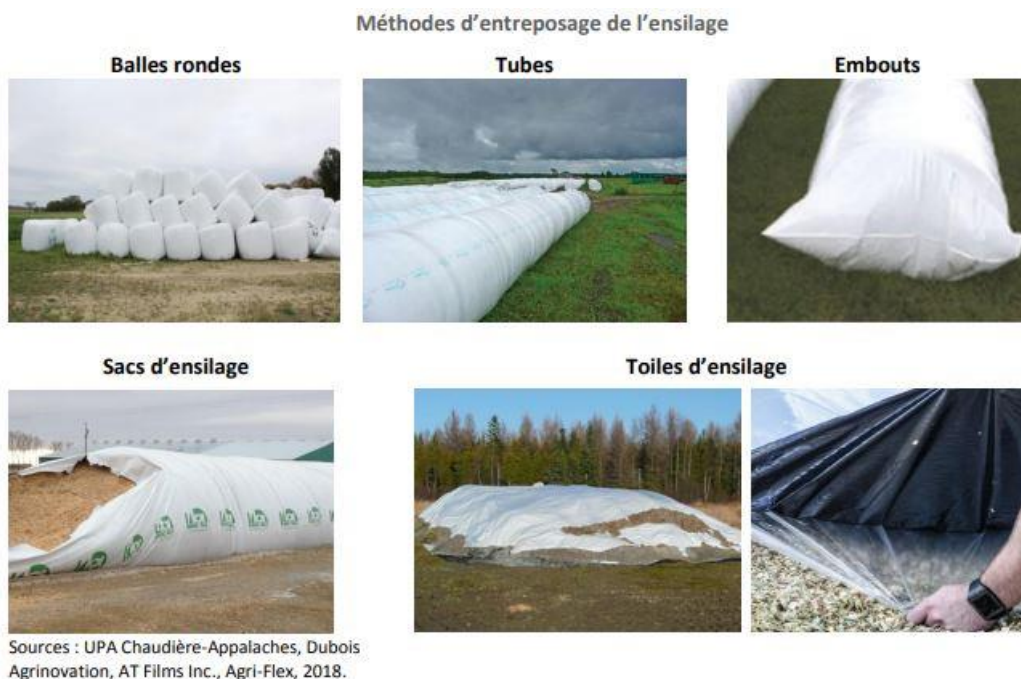 Méthodes d'entreposage de l'ensilage
Balles rondes
Tubes
Embouts
Sacs d'ensilage
Toiles d'ensilage
Sources : UPA Chaudière-Appalaches, Dubois
Agrinovation, AT Films Inc., Agri-Flex, 2018.